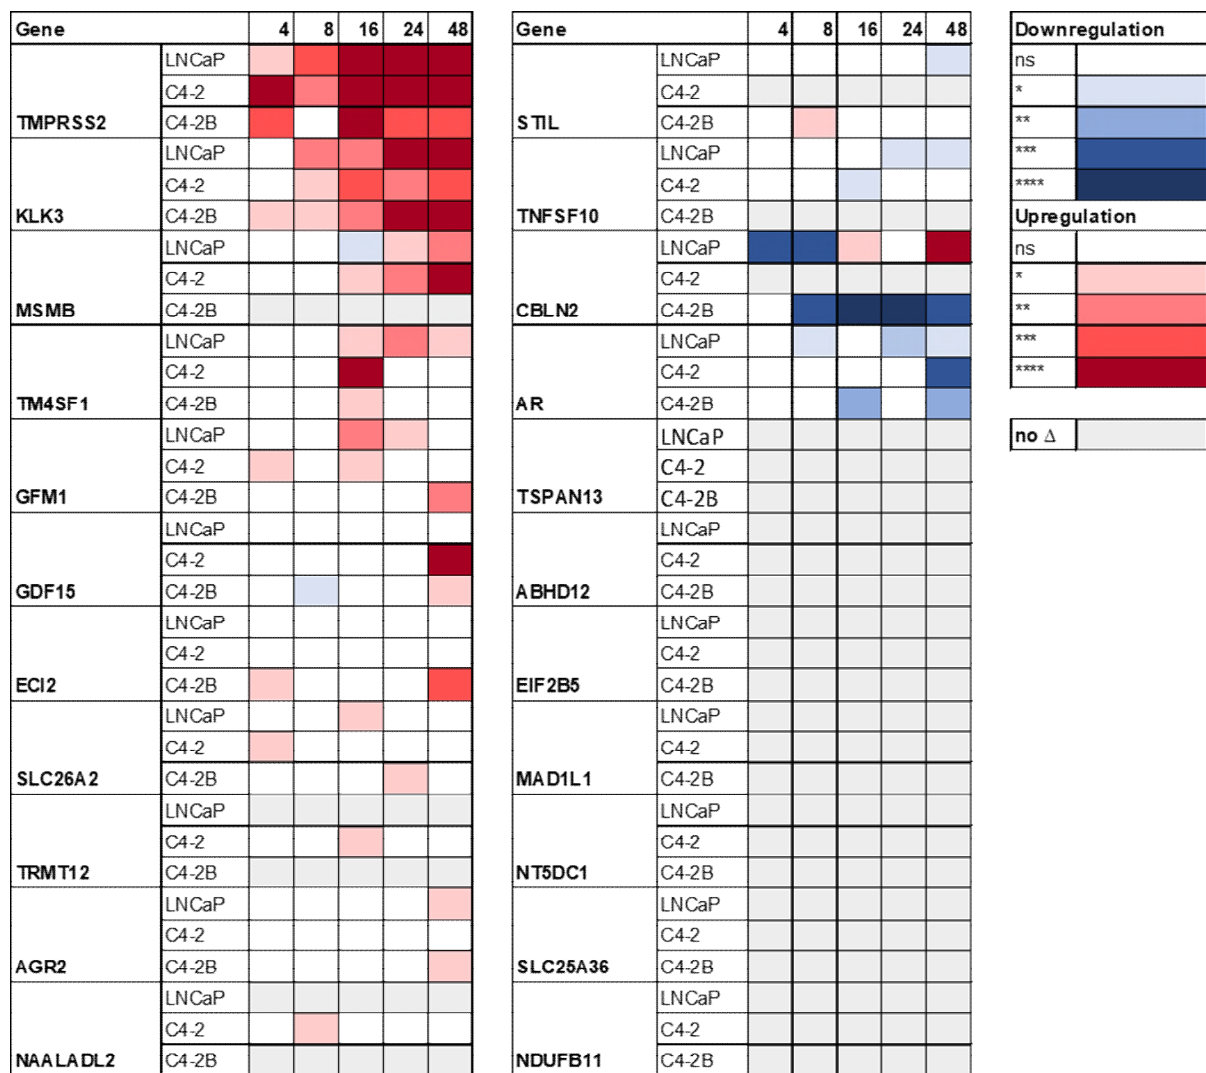 Gene 4 8 16 24 48
LNCaP
C4-2
TMPRSS2 C4-2B
LNCaP
C4-2
KLK3 C4-2B
LNCaP
C4-2
MSMB C4-2B
LNCaP
C4-2
TM4SF1 C4-2B
LNCaP
C4-2
GFM1 C4-2B
LNCaP
C4-2
GDF15 C4-2B
LNCaP
C4-2
ECI2 C4-2B
LNCaP
C4-2
SLC26A2 C4-2B
LNCaP
C4-2
TRMT12 C4-2B
LNCaP
C4-2
AGR2 C4-2B
LNCaP
C4-2
NAALADL2 C4-2B
Gene 4 8 16 24 48
LNCaP
C4-2
STIL C4-2B
LNCaP
C4-2
TNFSF10 C4-2B
LNCaP
C4-2
CBLN2 C4-2B
LNCaP
C4-2
AR C4-2B
LNCaP
C4-2
TSPAN13 C4-2B
LNCaP
C4-2
ABHD12 C4-2B
LNCaP
C4-2
EIF2B5 C4-2B
LNCaP
C4-2
MAD1L1 C4-2B
LNCaP
C4-2
NT5DC1 C4-2B
LNCaP
C4-2
SLC25A36 C4-2B
LNCaP
C4-2
NDUFB11 C4-2B
Downregulation
ns
*
**
***
****
Upregulation
ns
*
**
***
****
no Δ